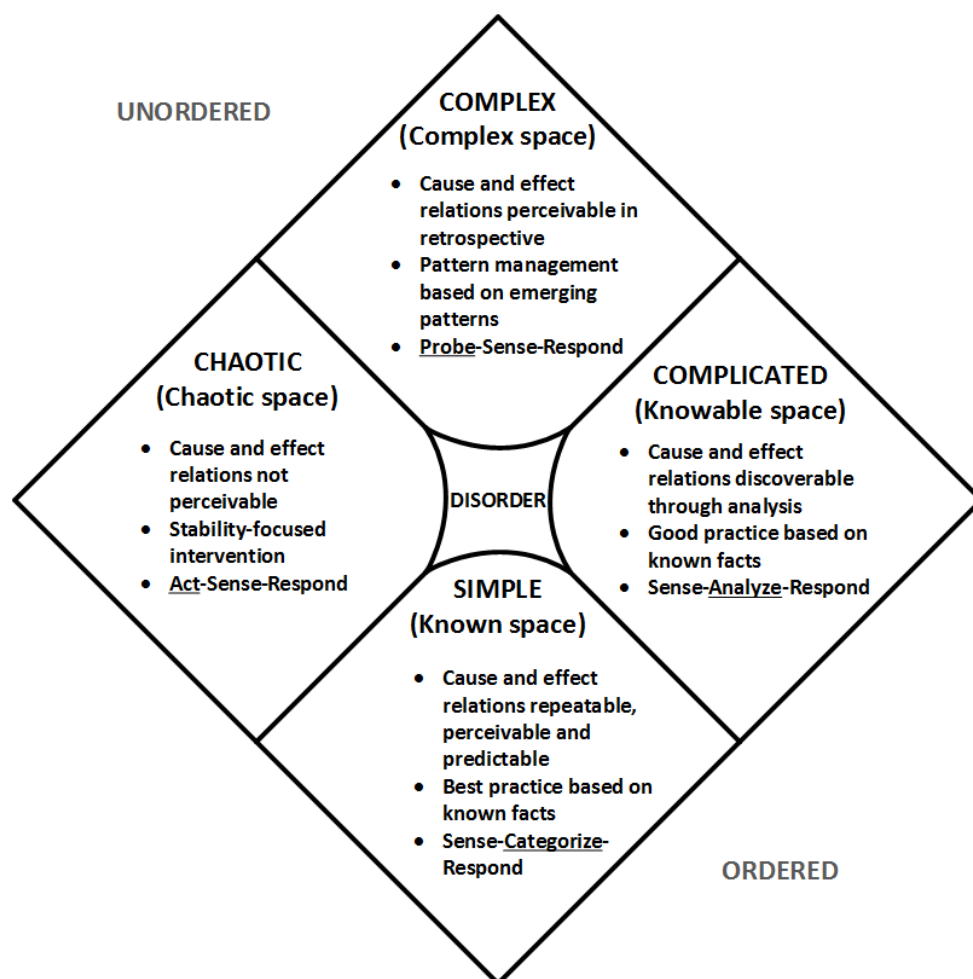 UNORDERED
COMPLEX
(Complex space)
• Cause and effect
relations perceivable in
retrospective
• Pattern management
based on emerging
patterns
• Probe-Sense-Respond
CHAOTIC
(Chaotic space)
• Cause and effect
relations not
perceivable
• Stability-focused
intervention
• Act-Sense-Respond
COMPLICATED
(Knowable space)
• Cause and effect
relations discoverable
through analysis
• Good practice based on
known facts
• Sense-Analyze-Respond
DISORDER
SIMPLE
(Known space)
• Cause and effect
relations repeatable,
perceivable and
predictable
• Best practice based on
known facts
• Sense-Categorize-
Respond
ORDERED